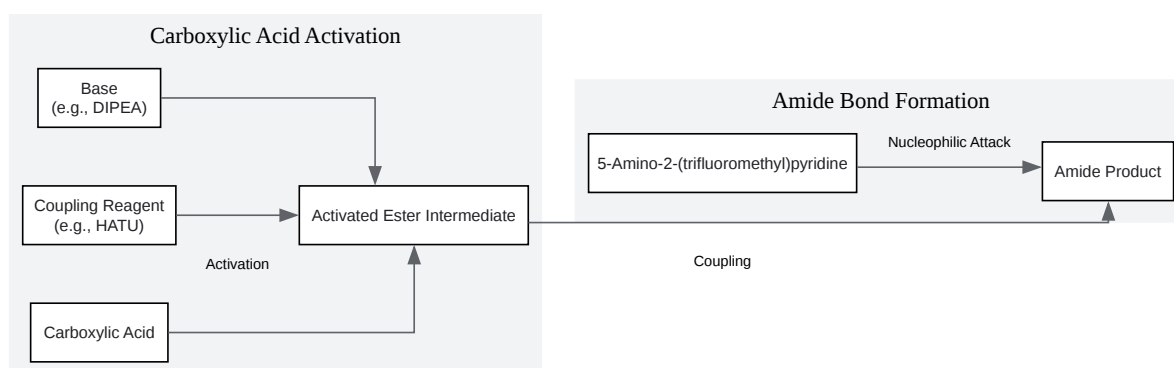 Carboxylic Acid Activation
Base
(e.g., DIPEA)
Coupling Reagent
(e.g., HATU)
Activation
Carboxylic Acid
Activated Ester Intermediate
Coupling
Amide Bond Formation
5-Amino-2-(trifluoromethyl)pyridine
Nucleophilic Attack
Amide Product